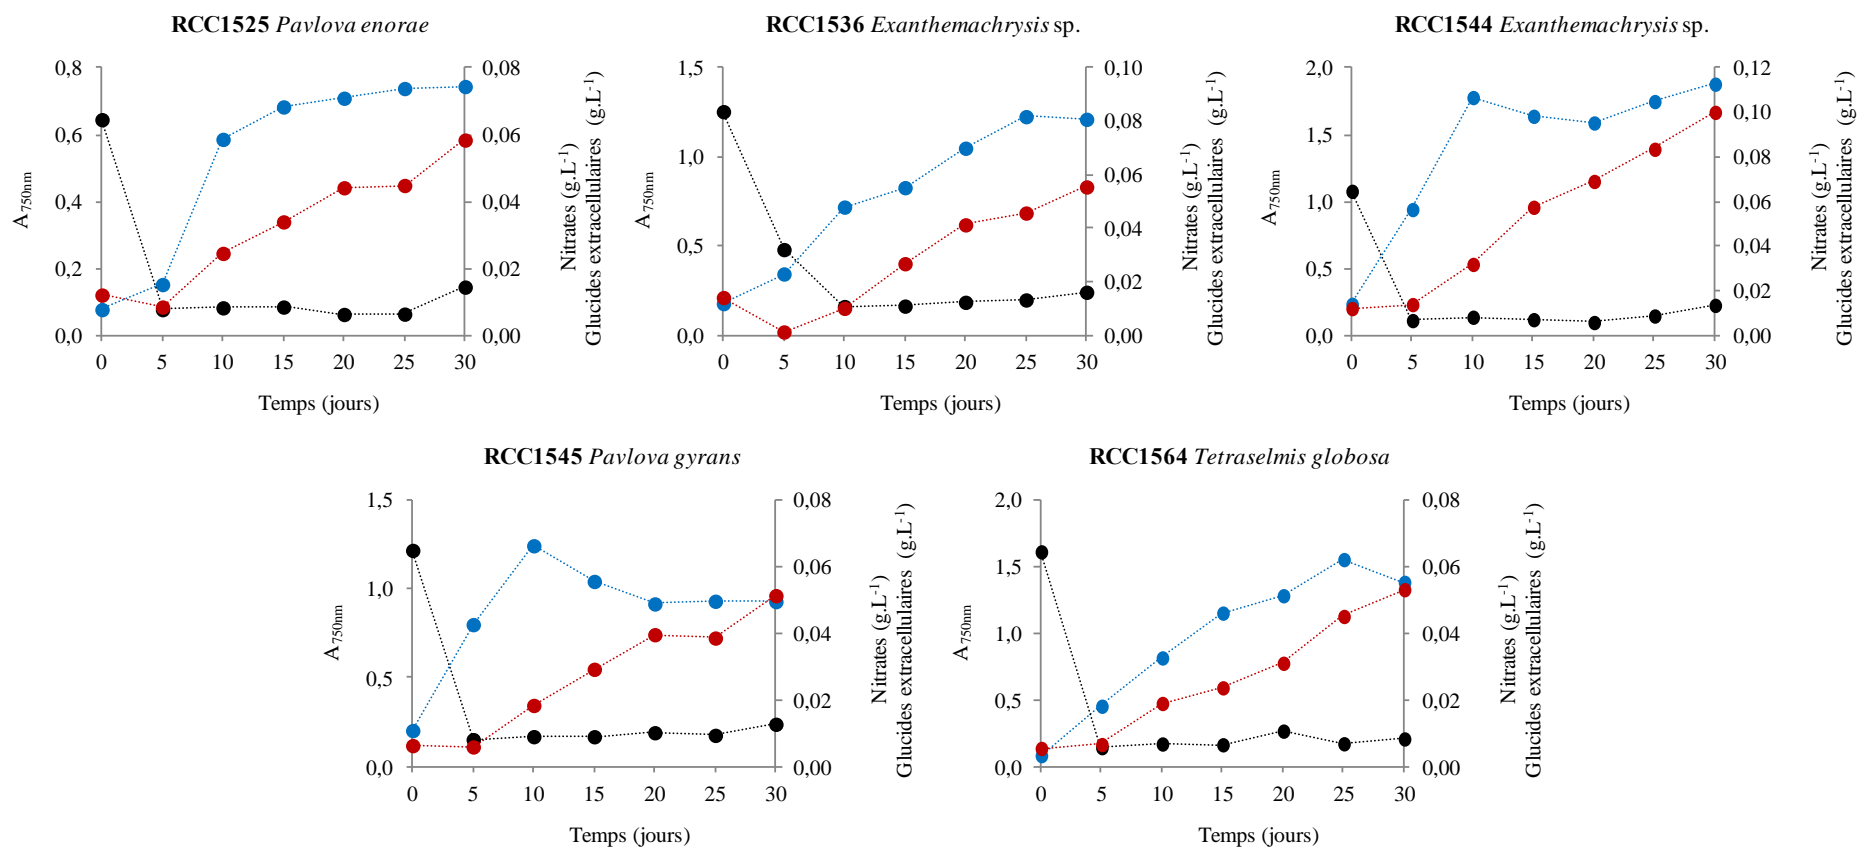 RCC1525 Pavlova enorae
0,8
0,6
0,4
0,2
0,0
A750nm
0,08
0,06
0,04
0,02
0,00
Nitrates (g.L-1)
Glucides extracellulaires (g.L-1)
0 5 10 15 20 25 30
Temps (jours)
RCC1536 Exanthemachrysis sp.
1,5
1,0
0,5
0,0
A750nm
0,10
0,08
0,06
0,04
0,02
0,00
Nitrates (g.L-1)
Glucides extracellulaires (g.L-1)
0 5 10 15 20 25 30
Temps (jours)
RCC1544 Exanthemachrysis sp.
2,0
1,5
1,0
0,5
0,0
A750nm
0,12
0,10
0,08
0,06
0,04
0,02
0,00
Nitrates (g.L-1)
Glucides extracellulaires (g.L-1)
0 5 10 15 20 25 30
Temps (jours)
RCC1545 Pavlova gyrans
1,5
1,0
0,5
0,0
A750nm
0,08
0,06
0,04
0,02
0,00
Nitrates (g.L-1)
Glucides extracellulaires (g.L-1)
0 5 10 15 20 25 30
Temps (jours)
RCC1564 Tetraselmis globosa
2,0
1,5
1,0
0,5
0,0
A750nm
0,08
0,06
0,04
0,02
0,00
Nitrates (g.L-1)
Glucides extracellulaires (g.L-1)
0 5 10 15 20 25 30
Temps (jours)